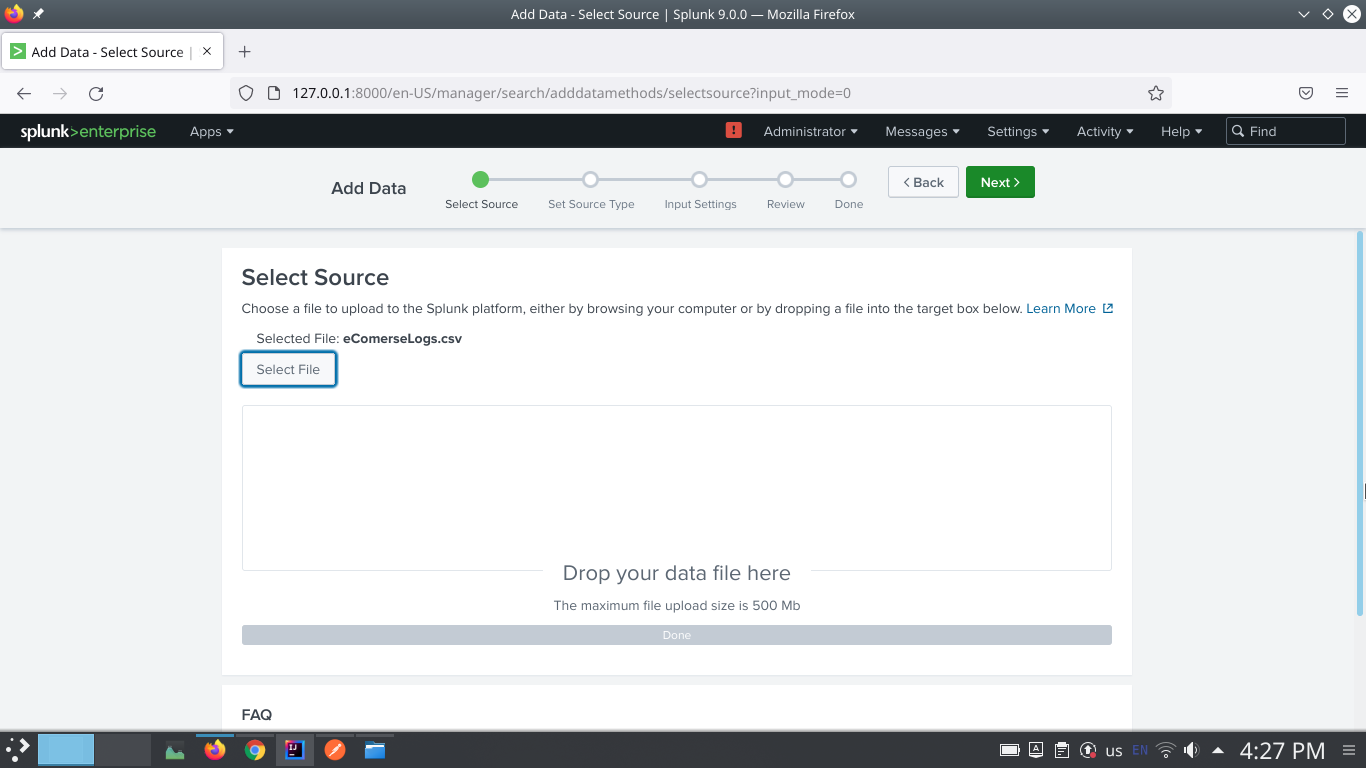 Add Data - Select Source | Splunk 9.0.0 — Mozilla Firefox
Add Data - Select Source |
127.0.0.1:8000/en-US/manager/search/adddatamethods/selectsource?input_mode=0
splunk>enterprise Apps Administrator Messages Settings Activity Help Find
Add Data
Select Source Set Source Type Input Settings Review Done
< Back Next >
Select Source
Choose a file to upload to the Splunk platform, either by browsing your computer or by dropping a file into the target box below. Learn More
Selected File: eComerseLogs.csv
Select File
Drop your data file here
The maximum file upload size is 500 Mb
Done
FAQ
us EN 4:27 PM